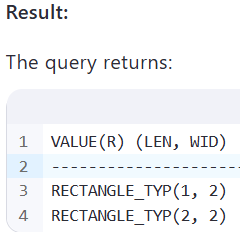 Result:
The query returns:
1 VALUE(R) (LEN, WID)
2 ---------------------
3 RECTANGLE_TYP(1, 2)
4 RECTANGLE_TYP(2, 2)